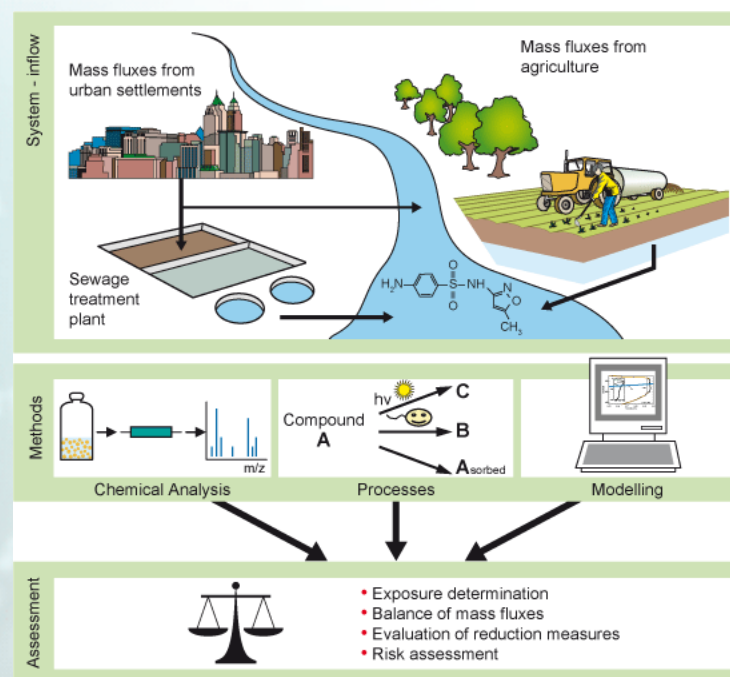 System - inflow
Mass fluxes from
urban settlements
Mass fluxes from
agriculture
Sewage
treatment
plant
H₂N
O
S
O
NH
N
O
CH₃
Methods
m/z
Chemical Analysis
Compound
A
hv
C
B
Asorbed
Processes
Modelling
Assessment
• Exposure determination
• Balance of mass fluxes
• Evaluation of reduction measures
• Risk assessment